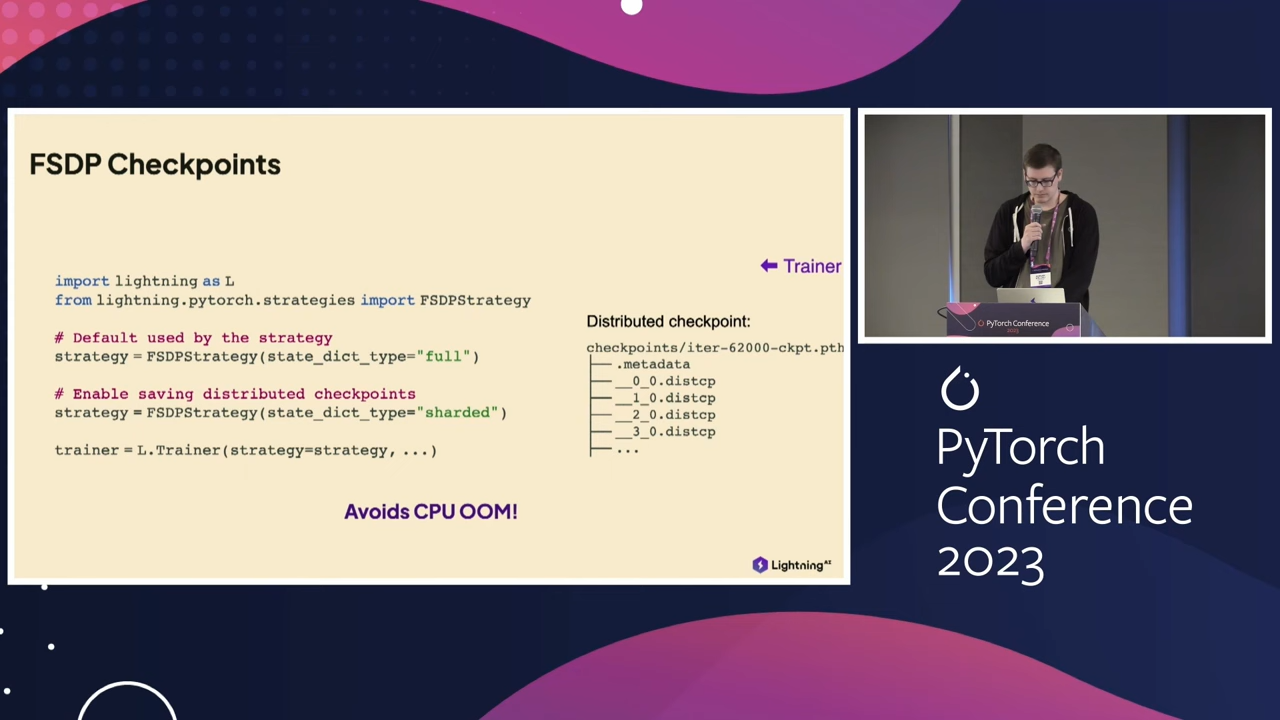 FSDP Checkpoints
import lightning as L
from lightning.pytorch.strategies import FSDPStrategy
# Default used by the strategy
strategy = FSDPStrategy(state_dict_type="full")
# Enable saving distributed checkpoints
strategy = FSDPStrategy(state_dict_type="sharded")
trainer = L.Trainer(strategy=strategy, ...)
⬅ Trainer
Distributed checkpoint:
checkpoints/iter-62000-ckpt.pth
├── .metadata
├── __0_0.distcp
├── __1_0.distcp
├── __2_0.distcp
├── __3_0.distcp
├── ...
Avoids CPU OOM!
Lightning AI
PyTorch Conference
2023
PyTorch
Conference
2023